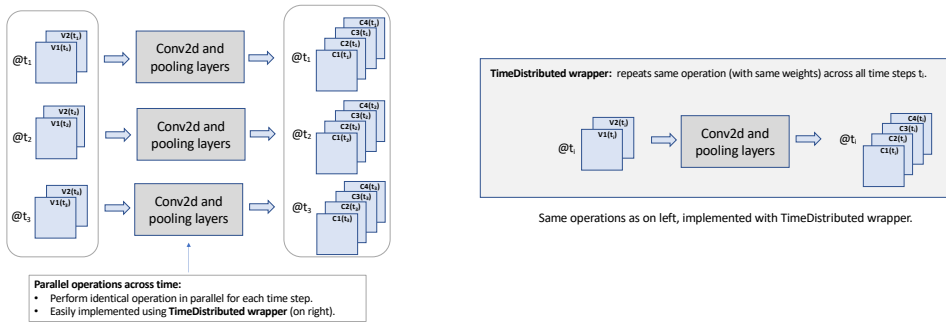 V2(t₁)
V1(t₁)
@t₁
Conv2d and
pooling layers
C4(t₁)
C3(t₁)
C2(t₁)
C1(t₁)
@t₁
V2(t₂)
V1(t₂)
@t₂
Conv2d and
pooling layers
C4(t₂)
C3(t₂)
C2(t₂)
C1(t₂)
@t₂
V2(t₃)
V1(t₃)
@t₃
Conv2d and
pooling layers
C4(t₃)
C3(t₃)
C2(t₃)
C1(t₃)
@t₃
Parallel operations across time:
• Perform identical operation in parallel for each time step.
• Easily implemented using TimeDistributed wrapper (on right).
TimeDistributed wrapper: repeats same operation (with same weights) across all time steps tᵢ.
V2(tᵢ)
V1(tᵢ)
@tᵢ
Conv2d and
pooling layers
C4(tᵢ)
C3(tᵢ)
C2(tᵢ)
C1(tᵢ)
@tᵢ
Same operations as on left, implemented with TimeDistributed wrapper.